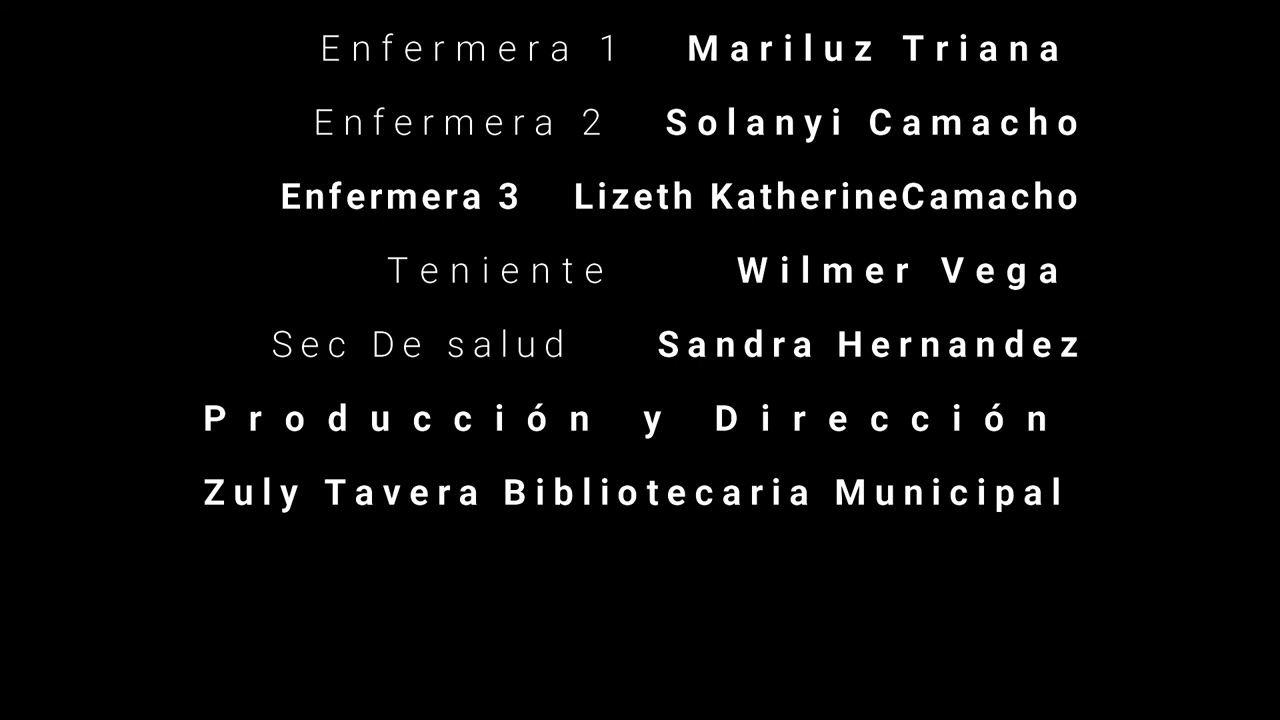 Enfermera 1 Mariluz Triana
Enfermera 2 Solanyi Camacho
Enfermera 3 Lizeth KatherineCamacho
Teniente Wilmer Vega
Sec De salud Sandra Hernandez
Producción y Dirección
Zuly Tavera Bibliotecaria Municipal